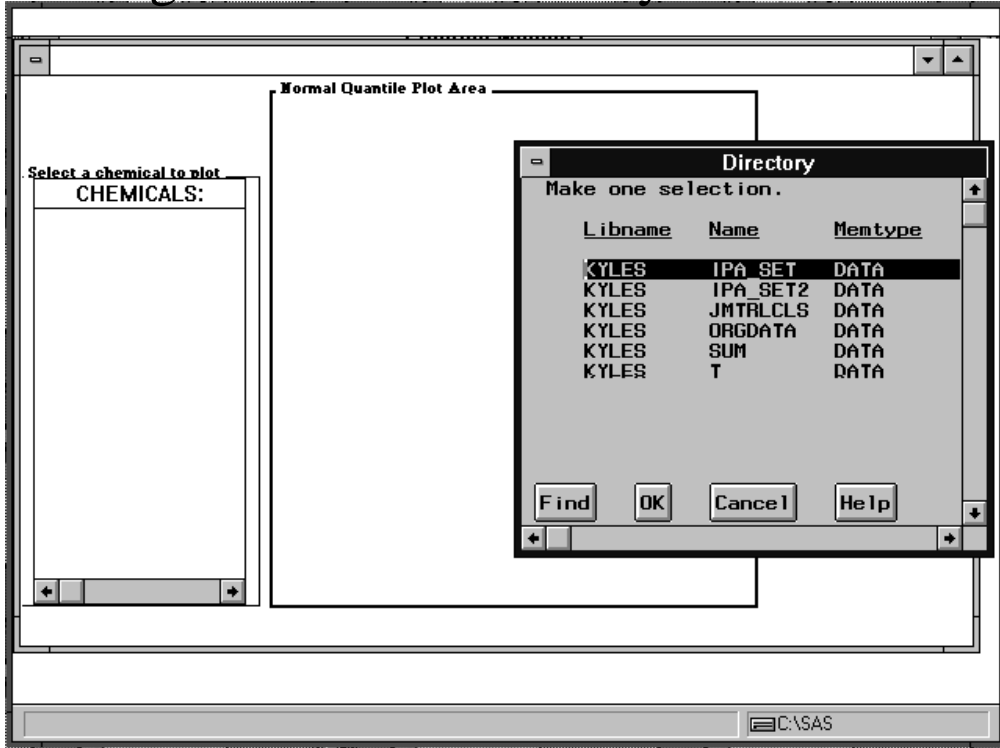 Normal Quantile Plot Area
Select a chemical to plot
CHEMICALS:
Directory
Make one selection.
Libname Name Memtype
KYLES IPA_SET DATA
KYLES IPA_SET2 DATA
KYLES JMTRLCLS DATA
KYLES ORGDATA DATA
KYLES SUM DATA
KYLES T DATA
Find OK Cancel Help
C:\SAS